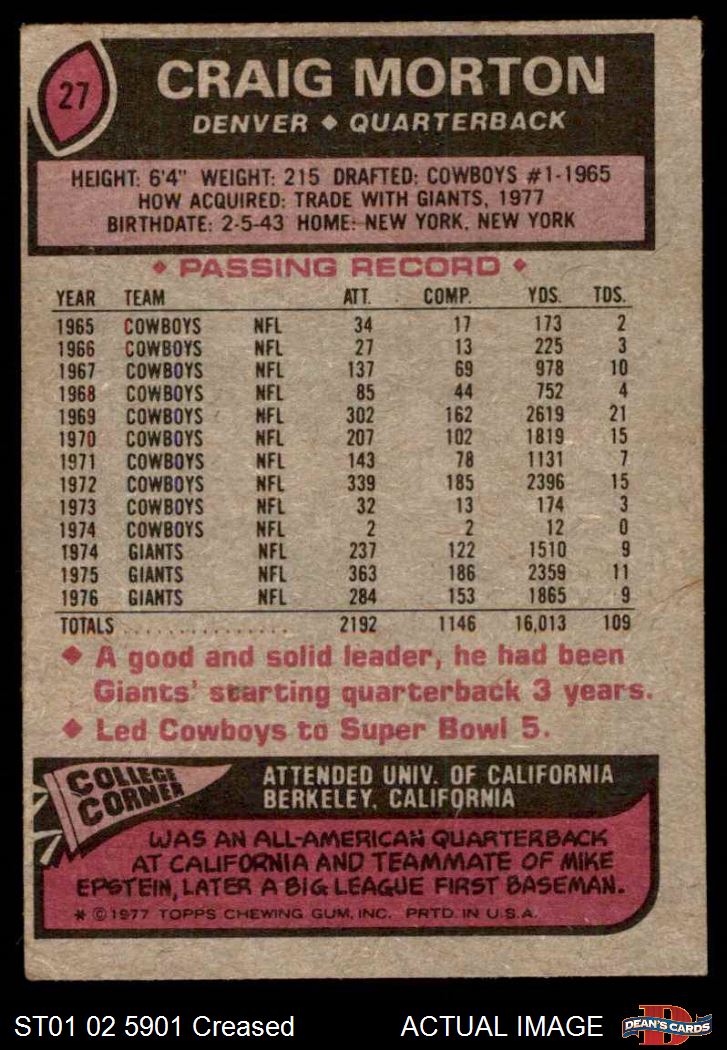 27
CRAIG MORTON
DENVER ◆ QUARTERBACK
HEIGHT: 6'4" WEIGHT: 215 DRAFTED: COWBOYS #1-1965
HOW ACQUIRED: TRADE WITH GIANTS, 1977
BIRTHDATE: 2-5-43 HOME: NEW YORK, NEW YORK
◆ PASSING RECORD ◆
YEAR TEAM ATT. COMP. YDS. TDS.
1965 COWBOYS NFL 34 17 173 2
1966 COWBOYS NFL 27 13 225 3
1967 COWBOYS NFL 137 69 978 10
1968 COWBOYS NFL 85 44 752 4
1969 COWBOYS NFL 302 162 2619 21
1970 COWBOYS NFL 207 102 1819 15
1971 COWBOYS NFL 143 78 1131 7
1972 COWBOYS NFL 339 185 2396 15
1973 COWBOYS NFL 32 13 174 3
1974 COWBOYS NFL 2 2 12 0
1974 GIANTS NFL 237 122 1510 9
1975 GIANTS NFL 363 186 2359 11
1976 GIANTS NFL 284 153 1865 9
TOTALS ............... 2192 1146 16,013 109
◆ A good and solid leader, he had been
Giants' starting quarterback 3 years.
◆ Led Cowboys to Super Bowl 5.
COLLEGE
CORNER
ATTENDED UNIV. OF CALIFORNIA
BERKELEY, CALIFORNIA
WAS AN ALL-AMERICAN QUARTERBACK
AT CALIFORNIA AND TEAMMATE OF MIKE
EPSTEIN, LATER A BIG LEAGUE FIRST BASEMAN.
* © 1977 TOPPS CHEWING GUM, INC. PRTD. IN U.S.A.
ST01 02 5901 Creased ACTUAL IMAGE
D
DEAN'S CARDS